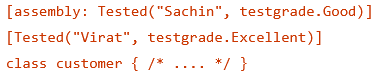 [assembly: Tested("Sachin", testgrade.Good)]
[Tested("Virat", testgrade.Excellent)]
class customer { /* .... */ }